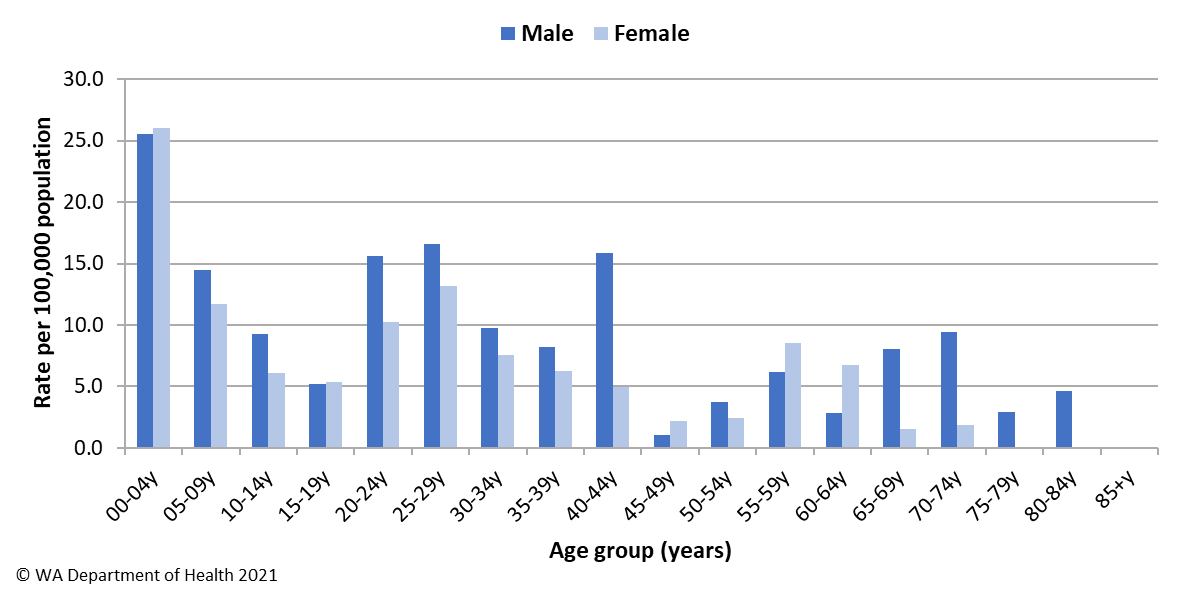 Male Female
Rate per 100,000 population
30.0
25.0
20.0
15.0
10.0
5.0
0.0
00-04y 05-09y 10-14y 15-19y 20-24y 25-29y 30-34y 35-39y 40-44y 45-49y 50-54y 55-59y 60-64y 65-69y 70-74y 75-79y 80-84y 85+y
Age group (years)
© WA Department of Health 2021